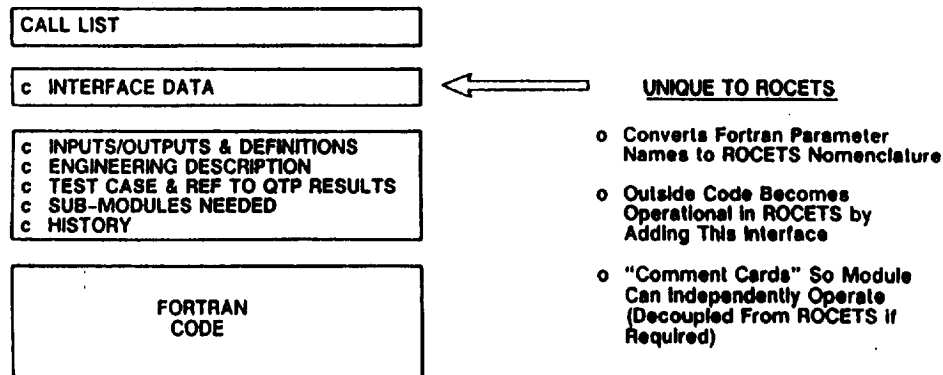 CALL LIST
c INTERFACE DATA
c INPUTS/OUTPUTS & DEFINITIONS
c ENGINEERING DESCRIPTION
c TEST CASE & REF TO QTP RESULTS
c SUB-MODULES NEEDED
c HISTORY
FORTRAN
CODE
UNIQUE TO ROCETS
o Converts Fortran Parameter
Names to ROCETS Nomenclature
o Outside Code Becomes
Operational in ROCETS by
Adding This Interface
o "Comment Cards" So Module
Can Independently Operate
(Decoupled From ROCETS if
Required)